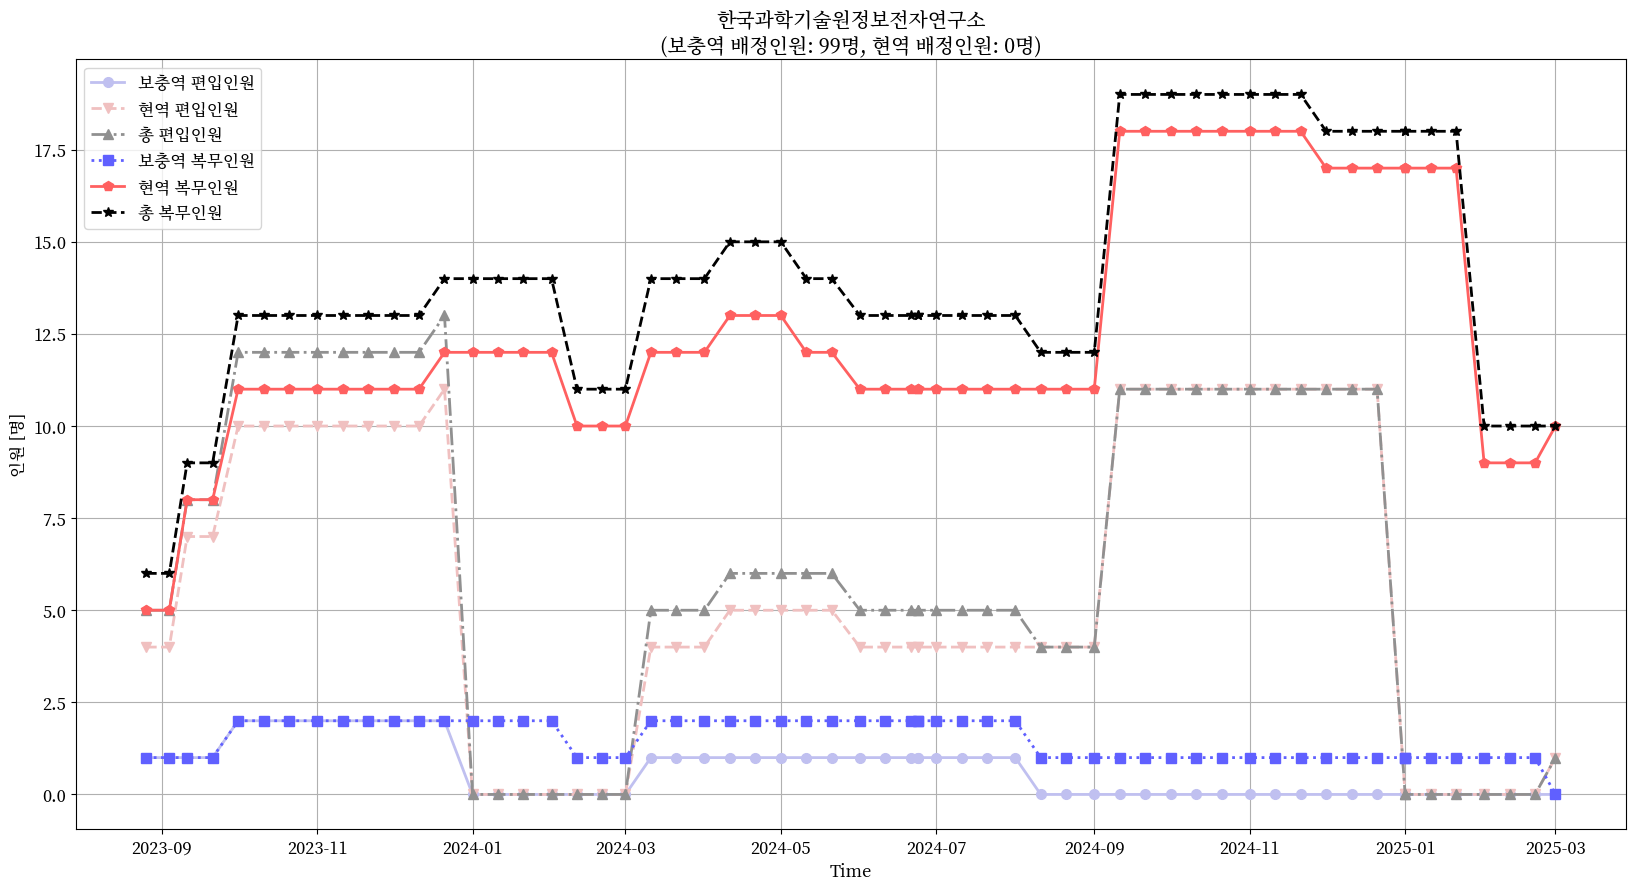 한국과학기술원정보전자연구소
(보충역 배정인원: 99명, 현역 배정인원: 0명)
보충역 편입인원
현역 편입인원
총 편입인원
보충역 복무인원
현역 복무인원
총 복무인원
인원 [명]
17.5
15.0
12.5
10.0
7.5
5.0
2.5
0.0
2023-09 2023-11 2024-01 2024-03 2024-05 2024-07 2024-09 2024-11 2025-01 2025-03
Time